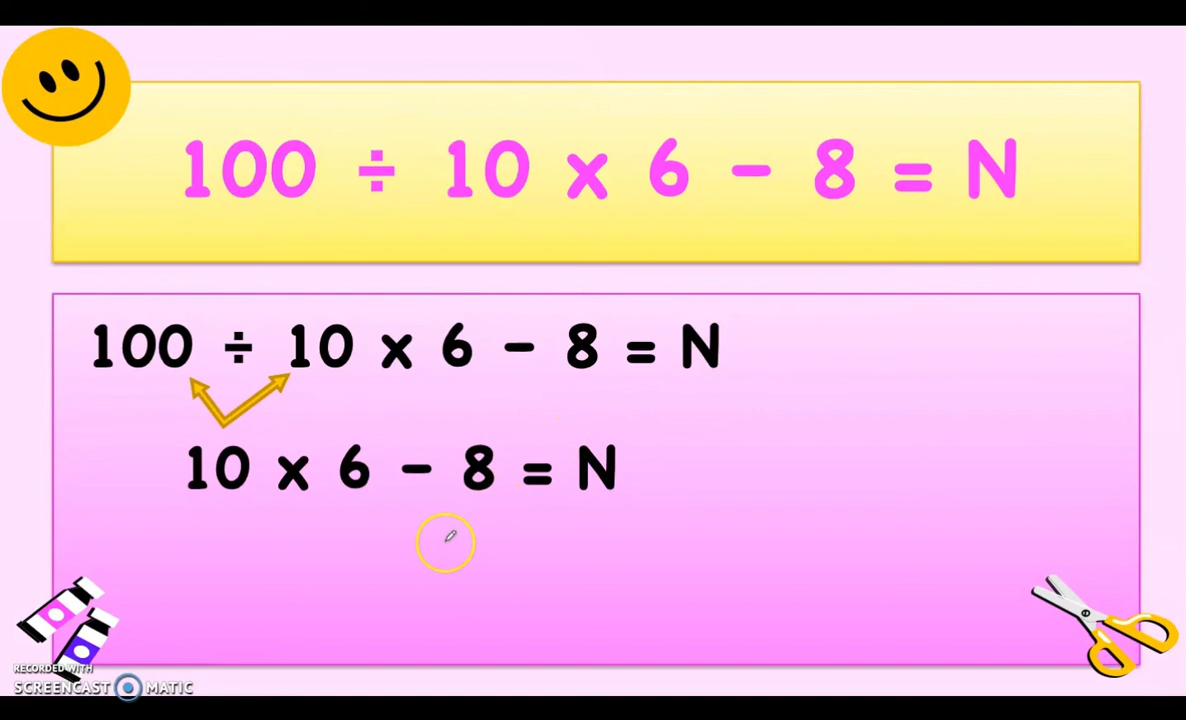 100 ÷ 10 x 6 − 8 = N
100 ÷ 10 x 6 − 8 = N
10 x 6 − 8 = N
RECORDED WITH
SCREENCAST MATIC